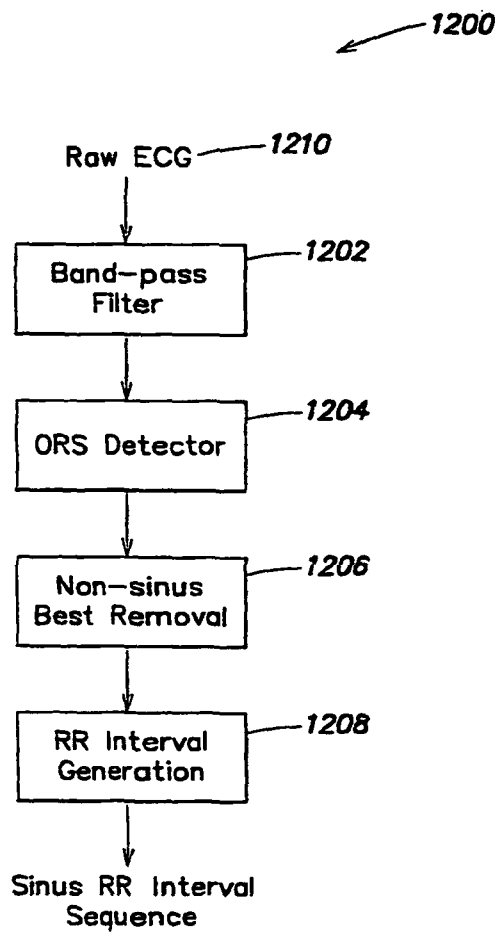 1200
Raw ECG
1210
Band-pass
Filter
1202
ORS Detector
1204
Non-sinus
Best Removal
1206
RR Interval
Generation
1208
Sinus RR Interval
Sequence